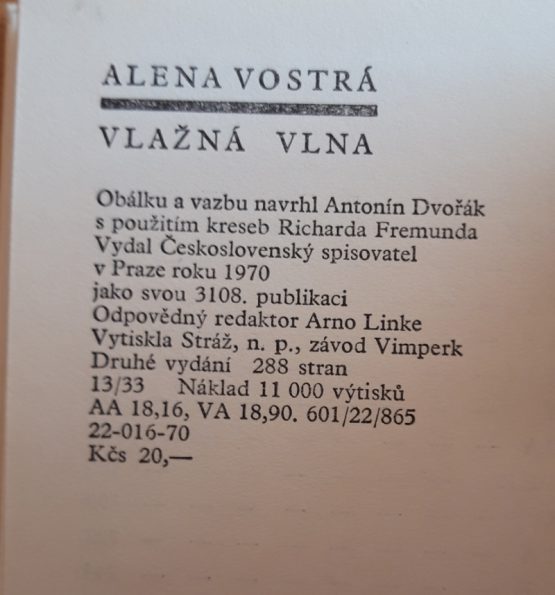 ALENA VOSTRÁ
VLAŽNÁ VLNA
Obálku a vazbu navrhl Antonín Dvořák
s použitím kreseb Richarda Fremunda
Vydal Československý spisovatel
v Praze roku 1970
jako svou 3108. publikaci
Odpovědný redaktor Arno Linke
Vytiskla Stráž, n. p., závod Vimperk
Druhé vydání 288 stran
13/33 Náklad 11 000 výtisků
AA 18,16, VA 18,90. 601/22/865
22-016-70
Kčs 20,—